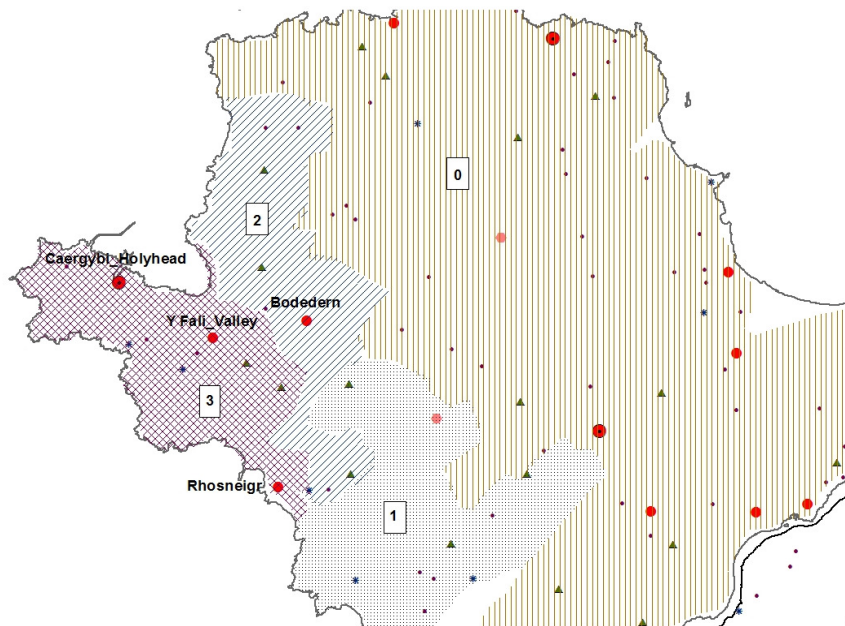 0
2
Caergybi_Holyhead
Bodedern
Y Fali_Valley
3
Rhosneigr
1